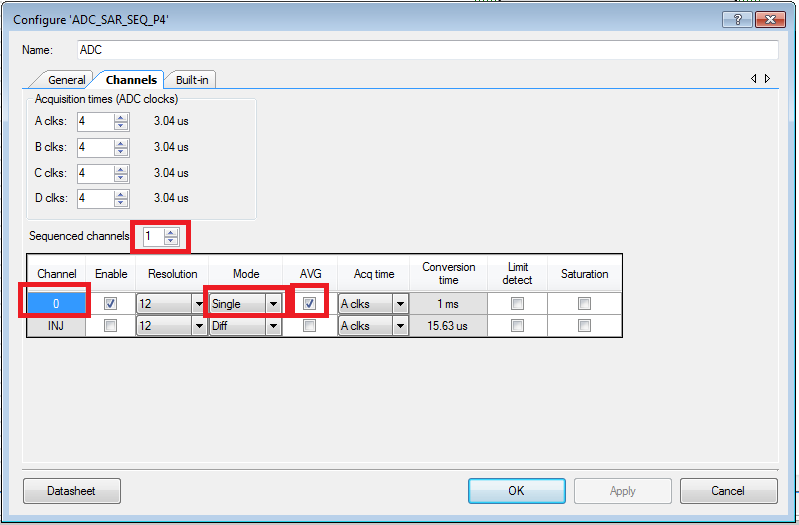 Configure 'ADC_SAR_SEQ_P4'
Name: ADC
General Channels Built-in
Acquisition times (ADC clocks)
A clks: 4 3.04 us
B clks: 4 3.04 us
C clks: 4 3.04 us
D clks: 4 3.04 us
Sequenced channels 1
Channel Enable Resolution Mode AVG Acq time Conversion time Limit detect Saturation
0 12 Single A clks 1 ms
INJ 12 Diff A clks 15.63 us
Datasheet OK Apply Cancel